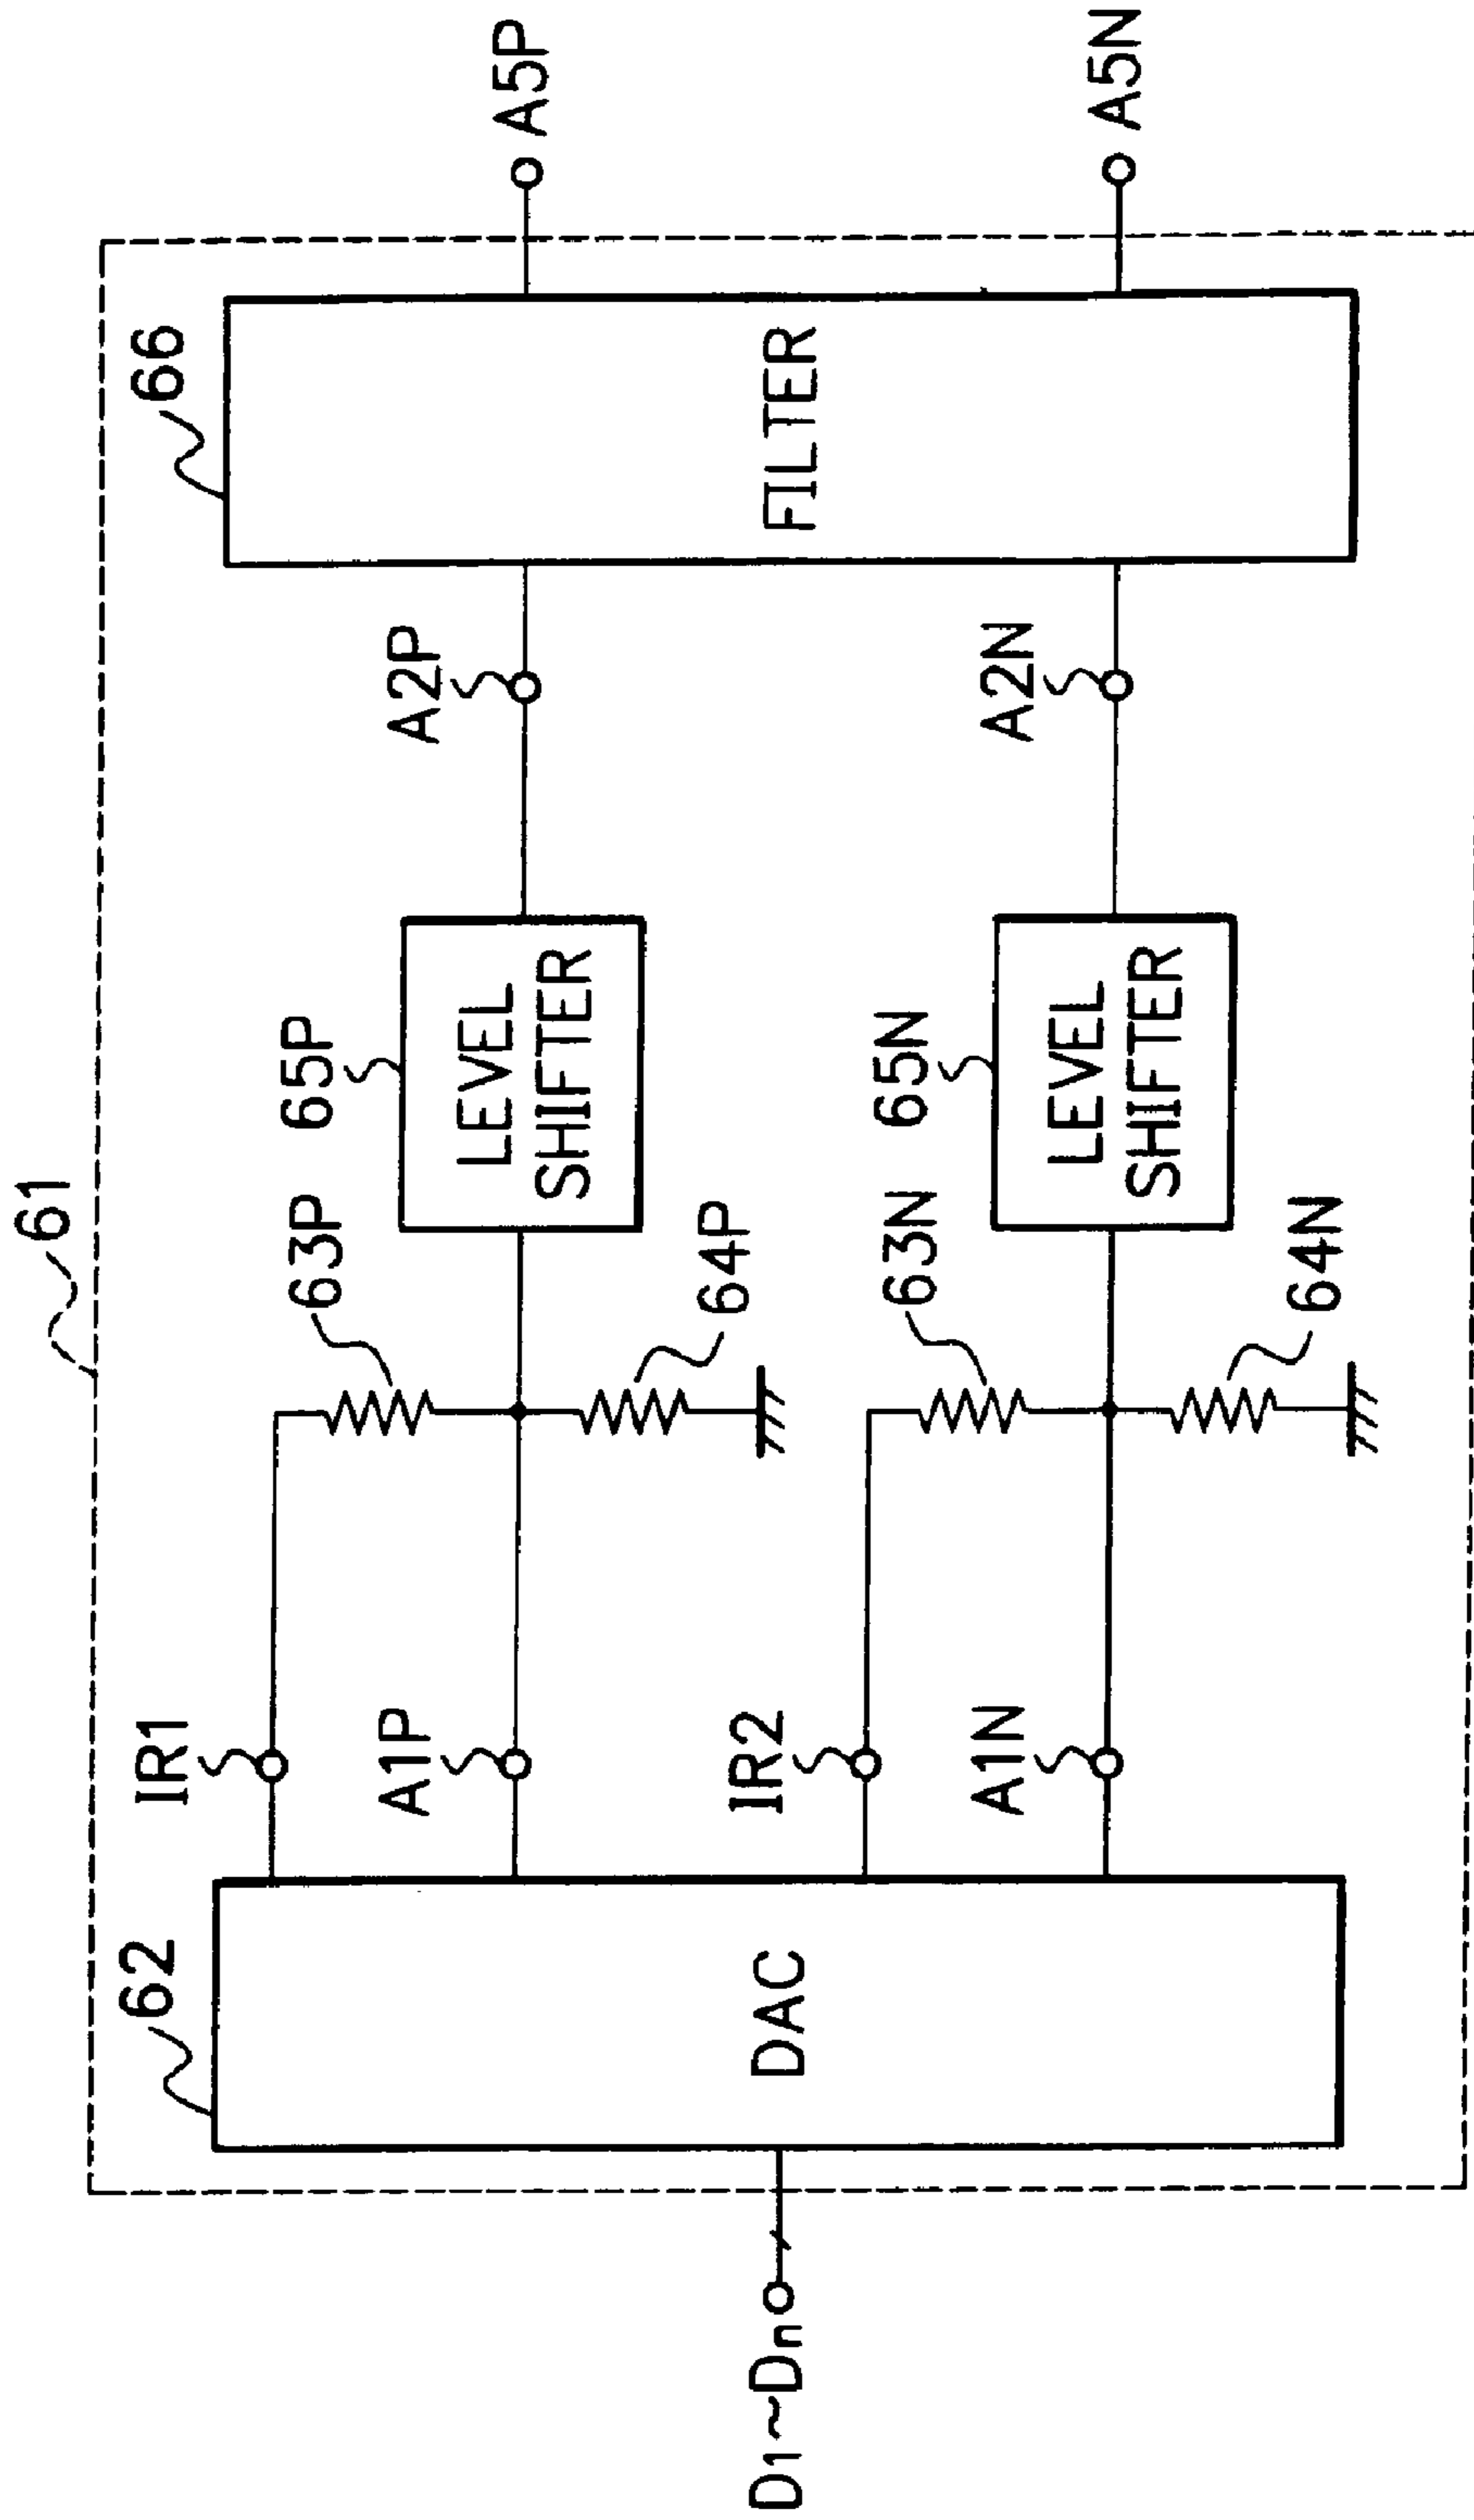 61
62
DAC
D1~Dn
IR1
A1P
IR2
A1N
63P
64P
63N
64N
65P
LEVEL
SHIFTER
65N
LEVEL
SHIFTER
A2P
A2N
66
FILTER
A5P
A5N